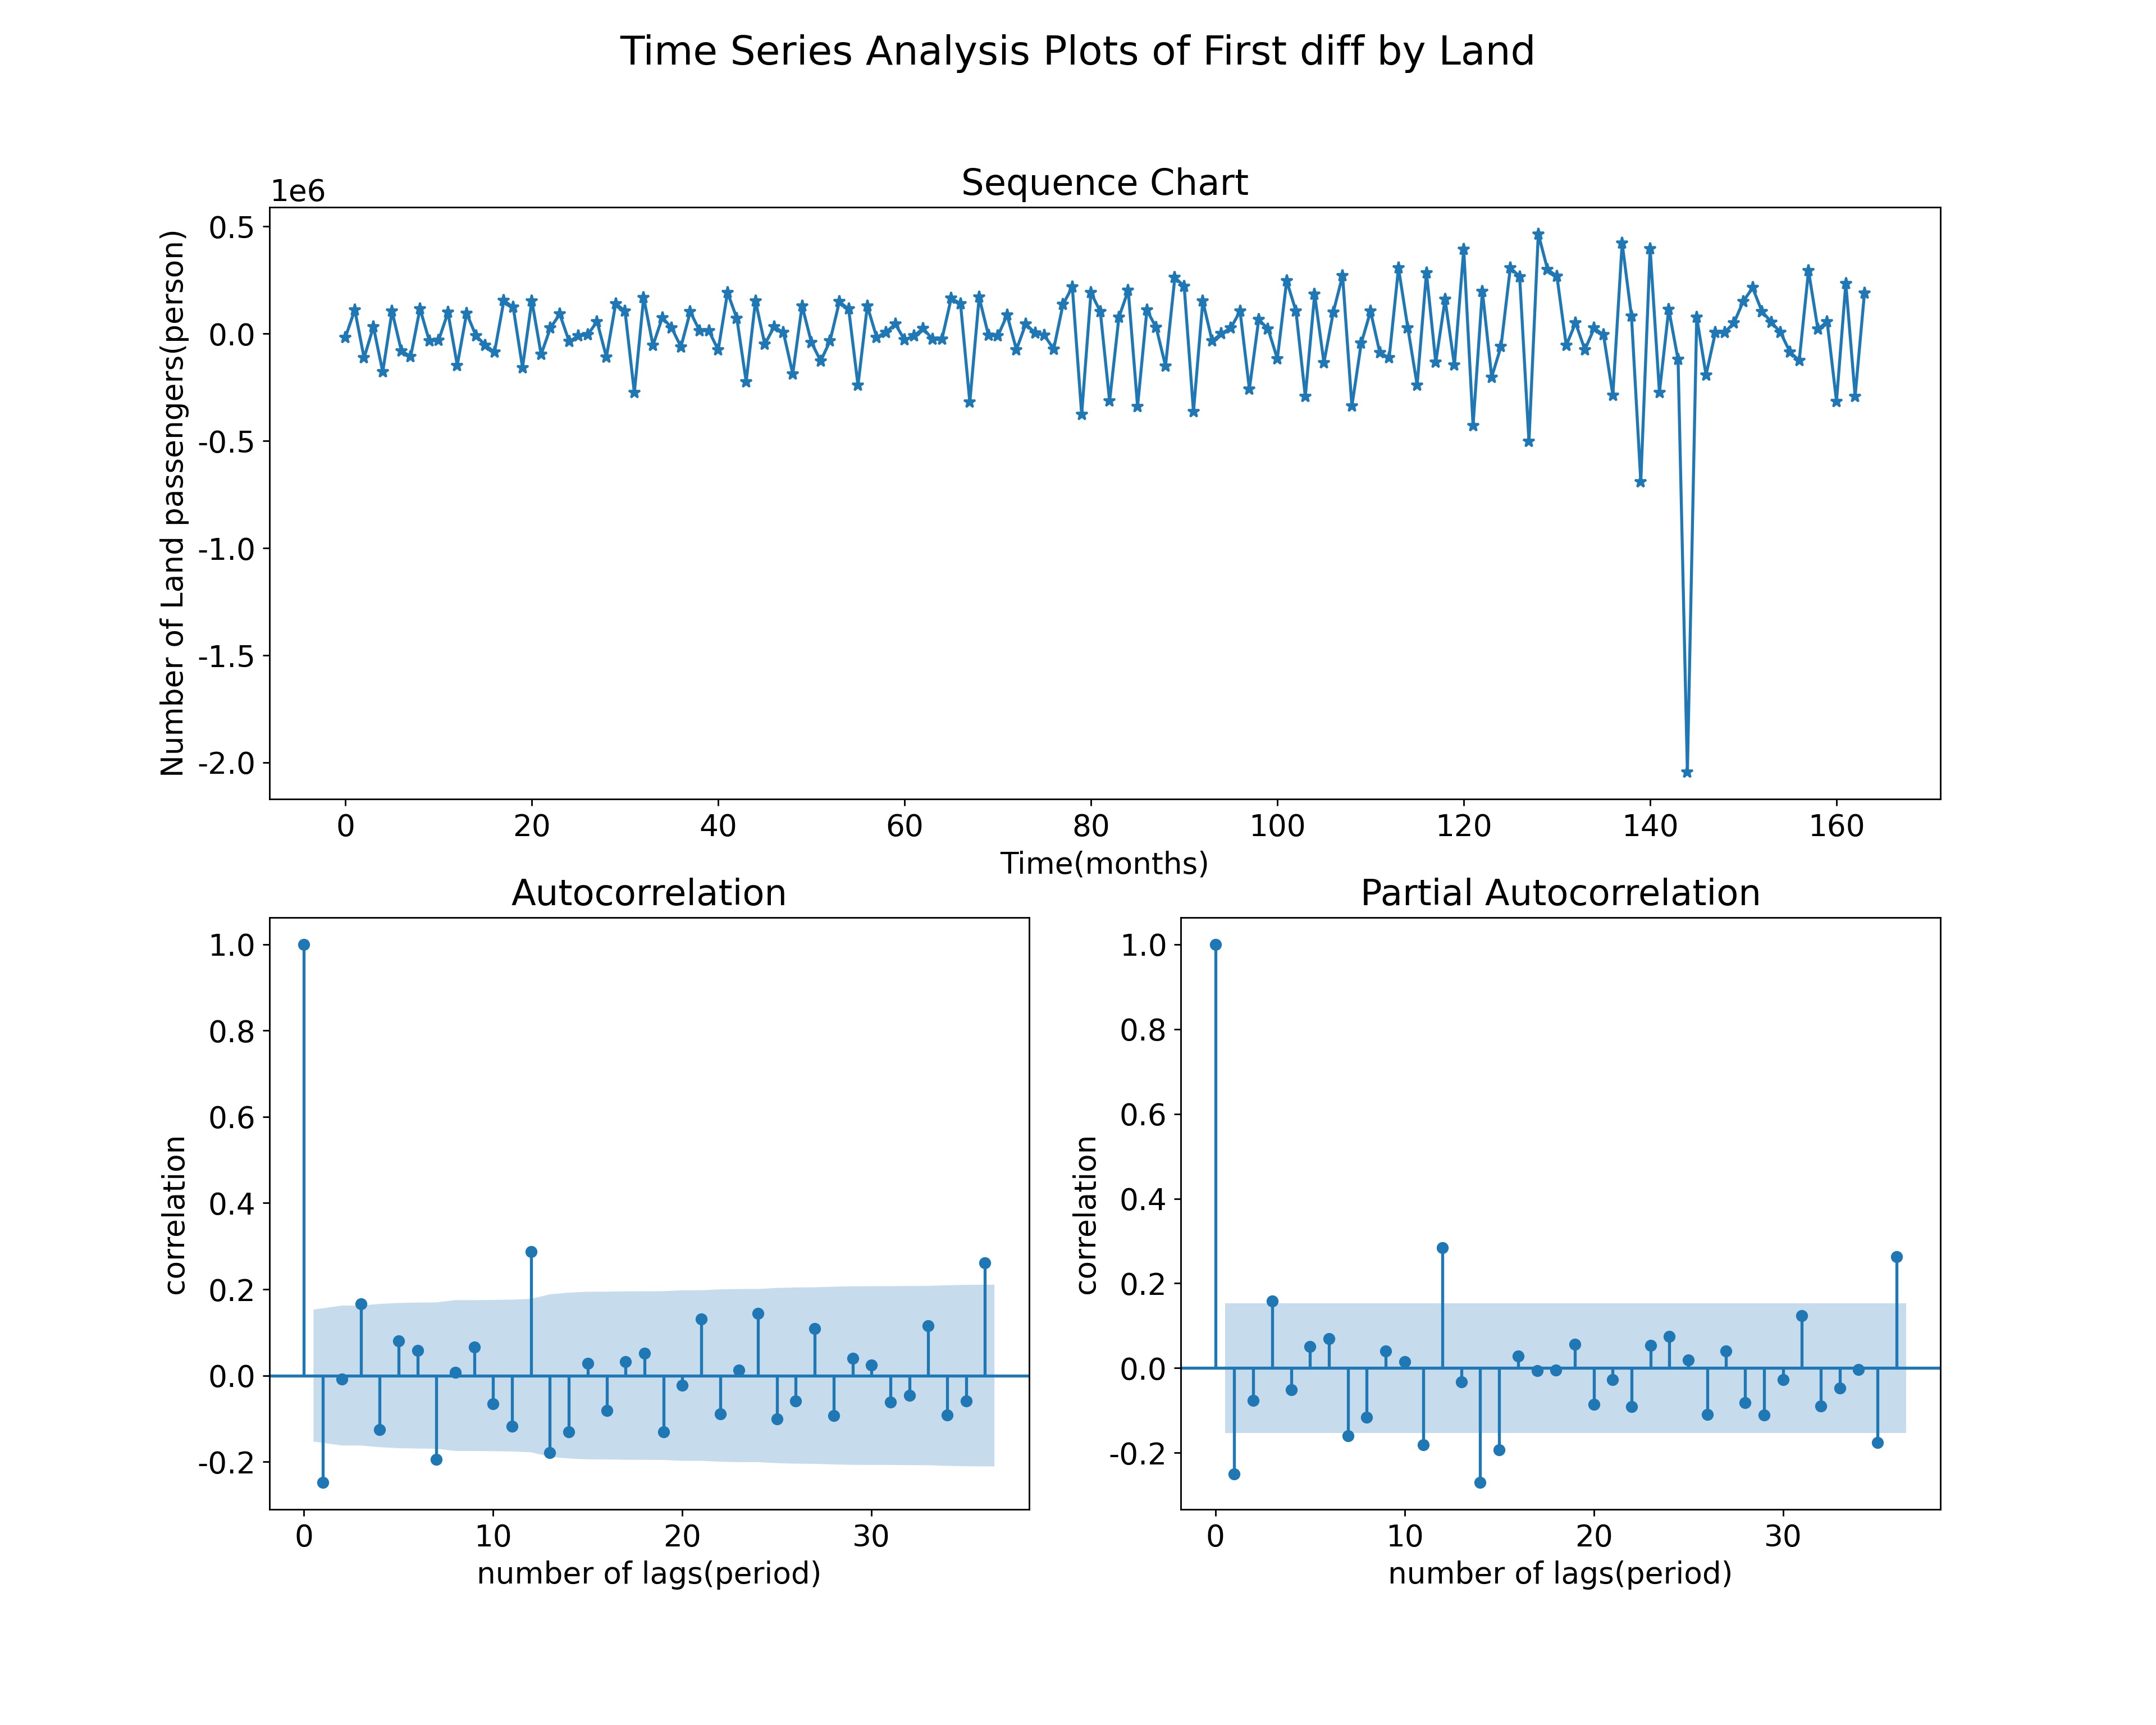 Time Series Analysis Plots of First diff by Land
Sequence Chart
1e6
0.5
0.0
-0.5
-1.0
-1.5
-2.0
Number of Land passengers(person)
0 20 40 60 80 100 120 140 160
Time(months)
Autocorrelation
1.0
0.8
0.6
0.4
0.2
0.0
-0.2
correlation
0 10 20 30
number of lags(period)
Partial Autocorrelation
1.0
0.8
0.6
0.4
0.2
0.0
-0.2
correlation
0 10 20 30
number of lags(period)